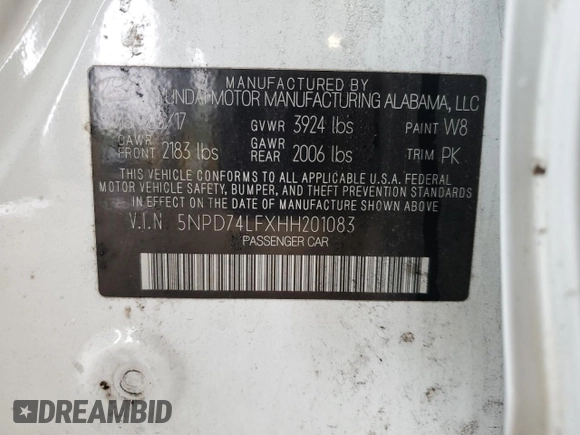 MANUFACTURED BY
HYUNDAI MOTOR MANUFACTURING ALABAMA, LLC
GVWR 3924 lbs PAINT W8
GAWR FRONT 2183 lbs GAWR REAR 2006 lbs TRIM PK
THIS VEHICLE CONFORMS TO ALL APPLICABLE U.S.A FEDERAL
MOTOR VEHICLE SAFETY, BUMPER, AND THEFT PREVENTION STANDARDS
IN EFFECT ON THE DATE OF MANUFACTURE SHOWN ABOVE.
V.I.N 5NPD74LFXHH201083
PASSENGER CAR
DREAMBID